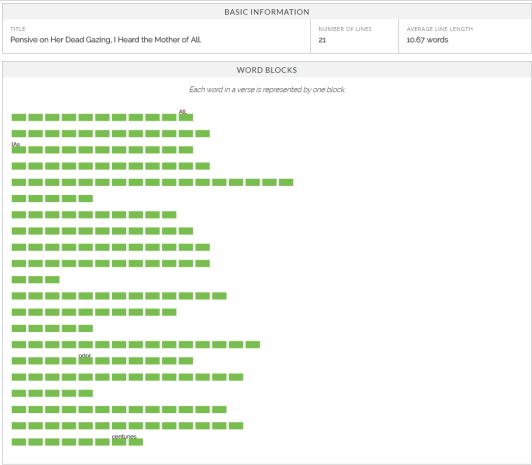 BASIC INFORMATION
TITLE
NUMBER OF LINES
AVERAGE LINE LENGTH
Pensive on Her Dead Gazing, I Heard the Mother of All.
21
10.67 words
WORD BLOCKS
Each word in a verse is represented by one block
All,
(As
odor
centuries